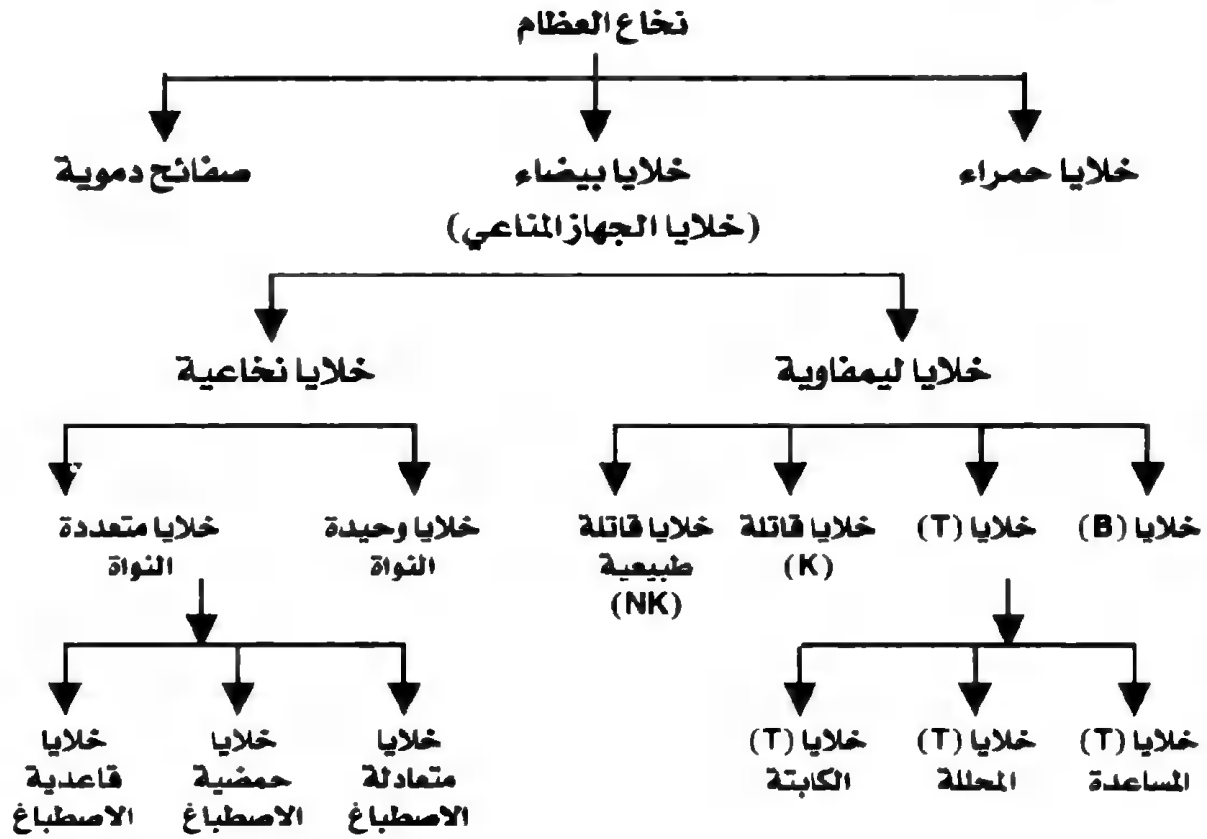 نخاع العظام
خلايا حمراء
خلايا بيضاء
(خلايا الجهاز المناعي)
صفائح دموية
خلايا ليمفاوية
خلايا نخاعية
خلايا (B)
خلايا (T)
خلايا قاتلة
(K)
خلايا قاتلة
طبيعية
(NK)
خلايا وحيدة
النواة
خلايا متعددة
النواة
خلايا (T)
المساعدة
خلايا (T)
المحللة
خلايا (T)
الكابتة
خلايا
متعادلة
الاصطباغ
خلايا
حمضية
الاصطباغ
خلايا
قاعدية
الاصطباغ